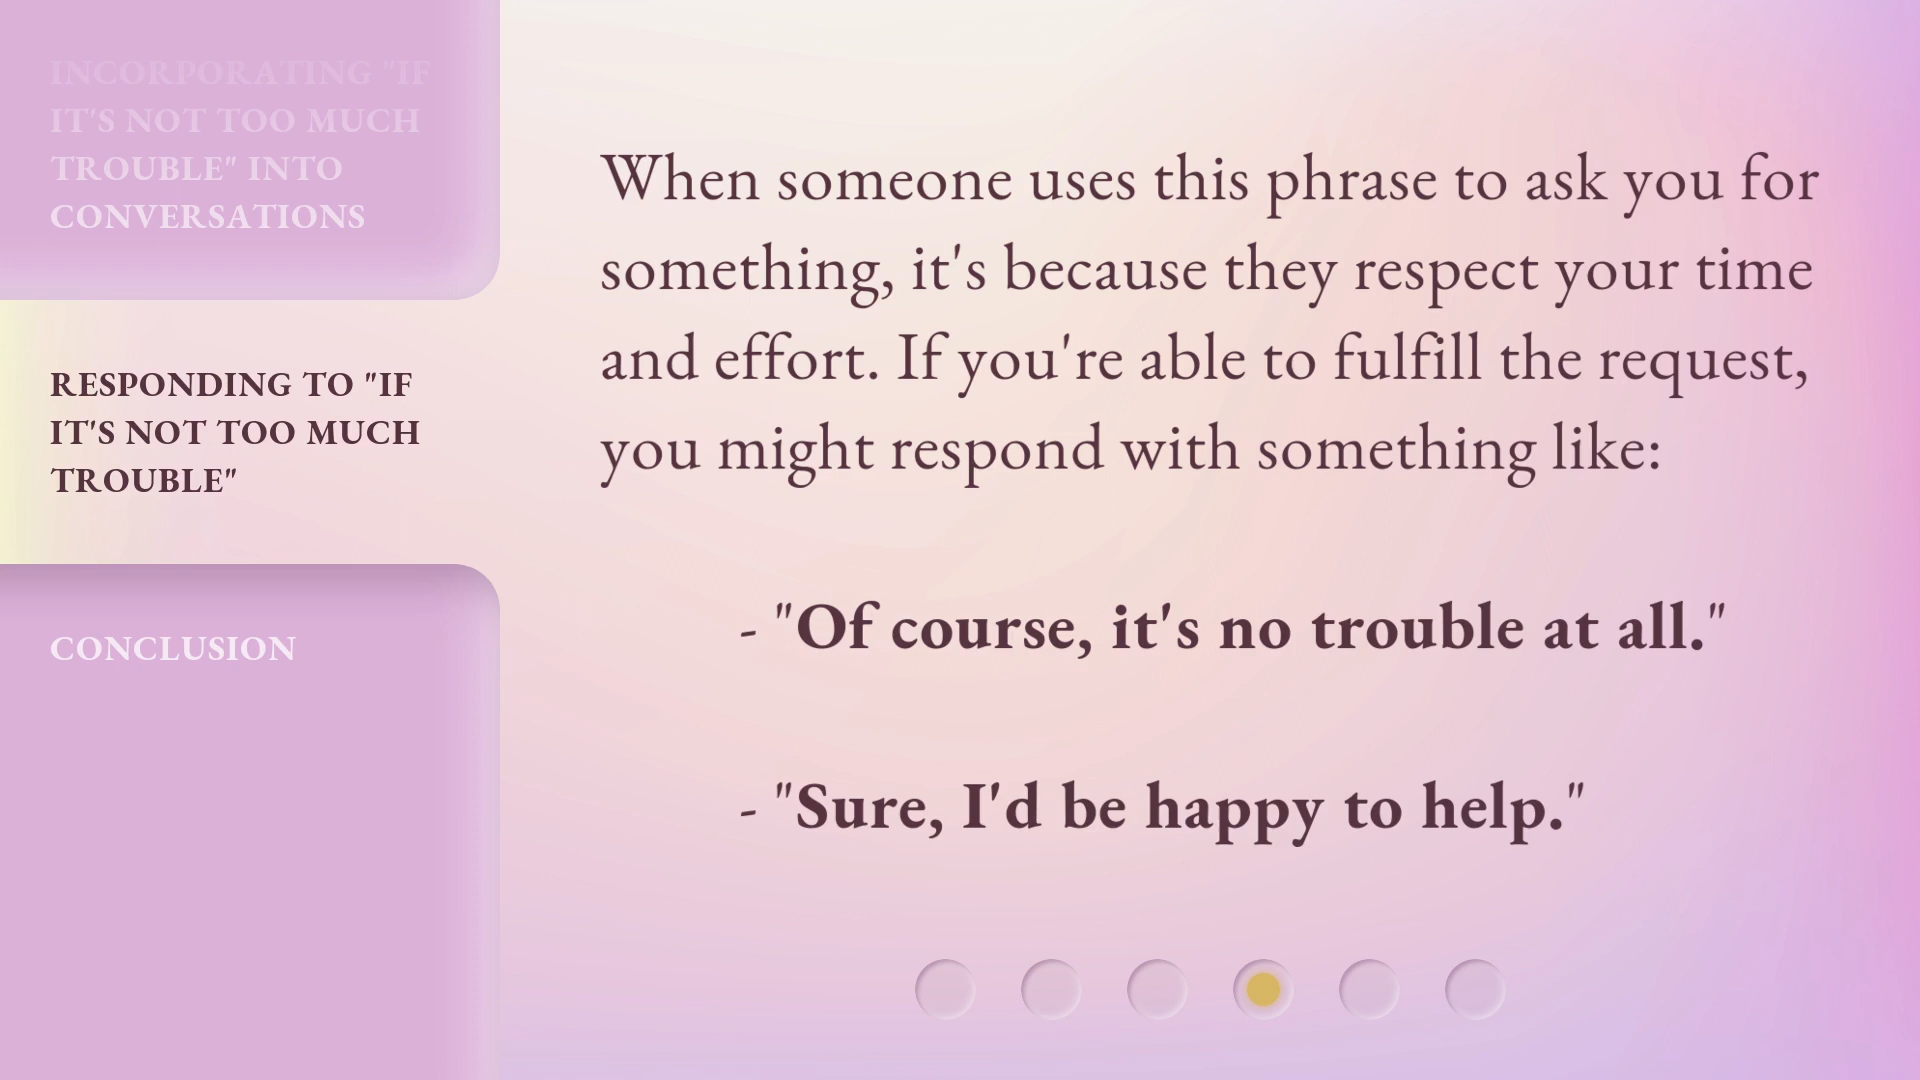 INCORPORATING "IF
IT'S NOT TOO MUCH
TROUBLE" INTO
CONVERSATIONS
RESPONDING TO "IF
IT'S NOT TOO MUCH
TROUBLE"
CONCLUSION
When someone uses this phrase to ask you for
something, it's because they respect your time
and effort. If you're able to fulfill the request,
you might respond with something like:
- "Of course, it's no trouble at all."
- "Sure, I'd be happy to help."